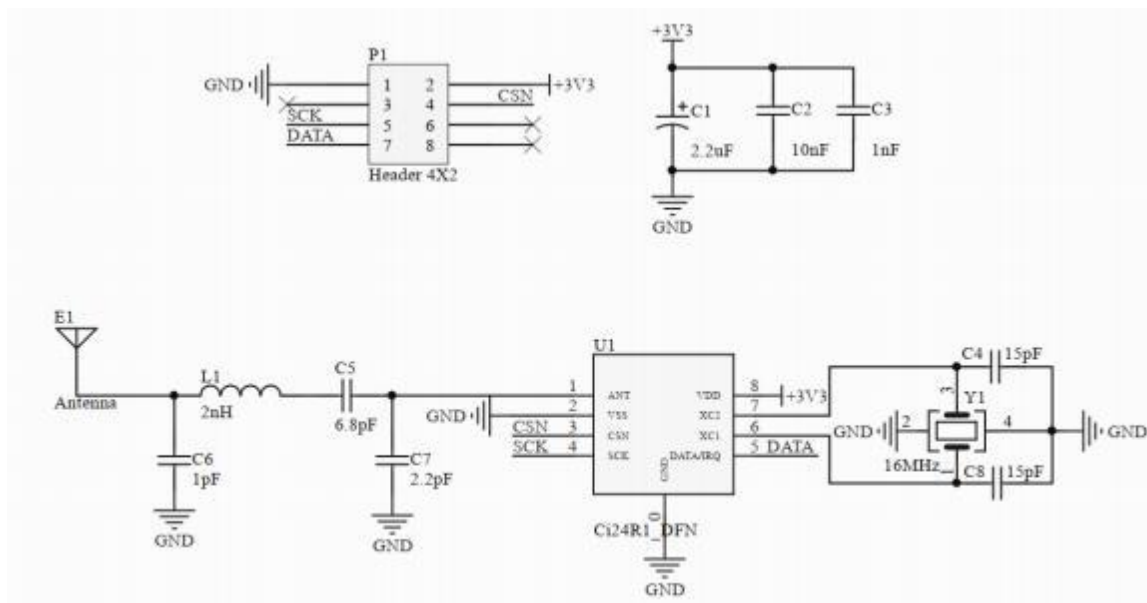 P1
GND 1 2 +3V3
3 4 CSN
SCK 5 6
DATA 7 8
Header 4X2
+3V3
C1 C2 C3
2.2uF 10nF 1nF
GND
E1
Antenna
L1
2nH
C5
6.8pF
C6
1pF
GND
C7
2.2pF
GND
U1
1 ANT VDD 8 +3V3
GND 2 VSS XC2 7
CSN 3 CSN XC1 6
SCK 4 SCK DATA/IRQ 5 DATA
GND
0
Ci24R1_DFN
GND
C4 15pF
3 Y1
GND 2 4 GND
16MHz 1
C8 15pF